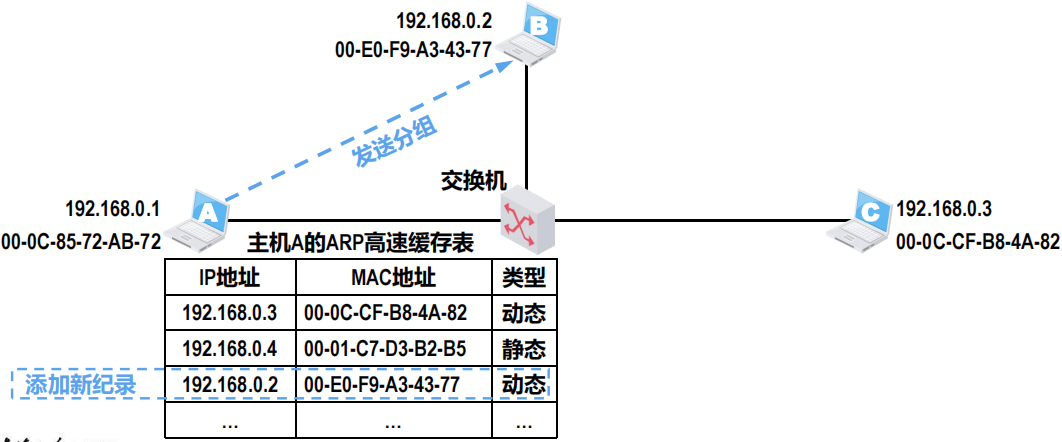 192.168.0.2
00-E0-F9-A3-43-77
B
发送分组
交换机
192.168.0.1
00-0C-85-72-AB-72
A
C
192.168.0.3
00-0C-CF-B8-4A-82
主机A的ARP高速缓存表
IP地址 MAC地址 类型
192.168.0.3 00-0C-CF-B8-4A-82 动态
192.168.0.4 00-01-C7-D3-B2-B5 静态
添加新纪录 192.168.0.2 00-E0-F9-A3-43-77 动态
... ... ...